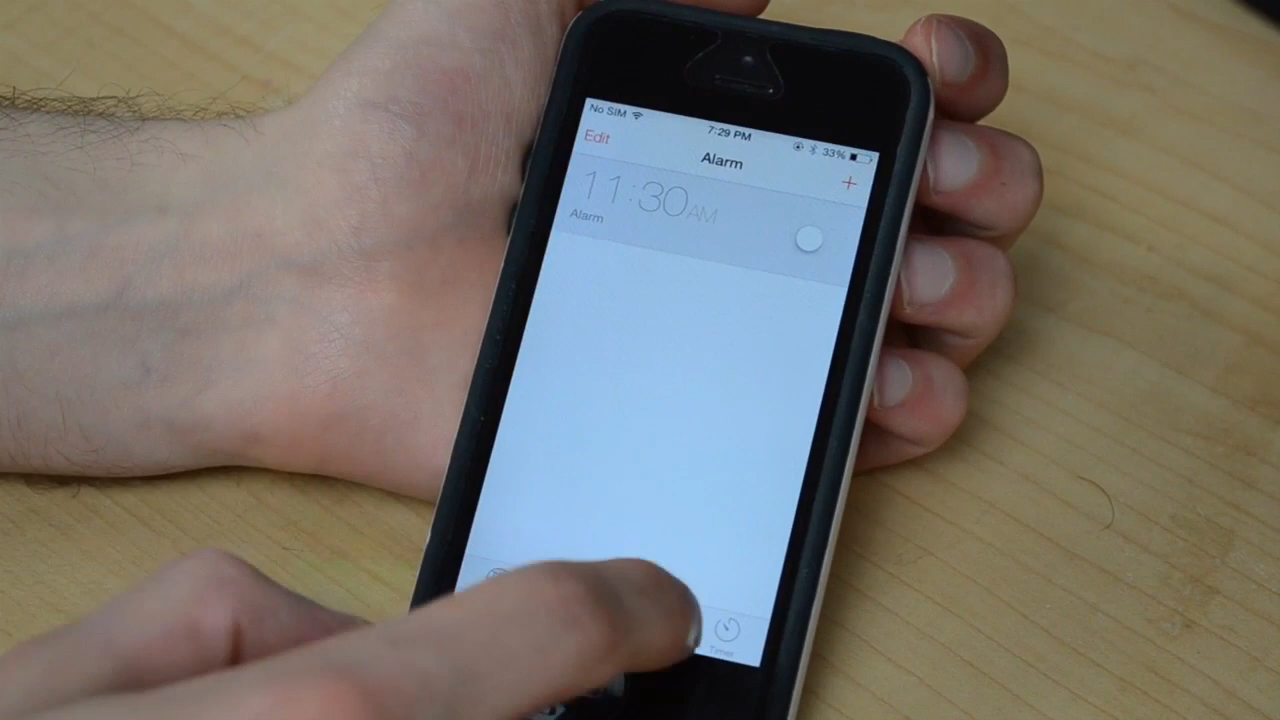 No SIM 7:29 PM 33%
Edit Alarm +
11:30AM
Alarm
Timer